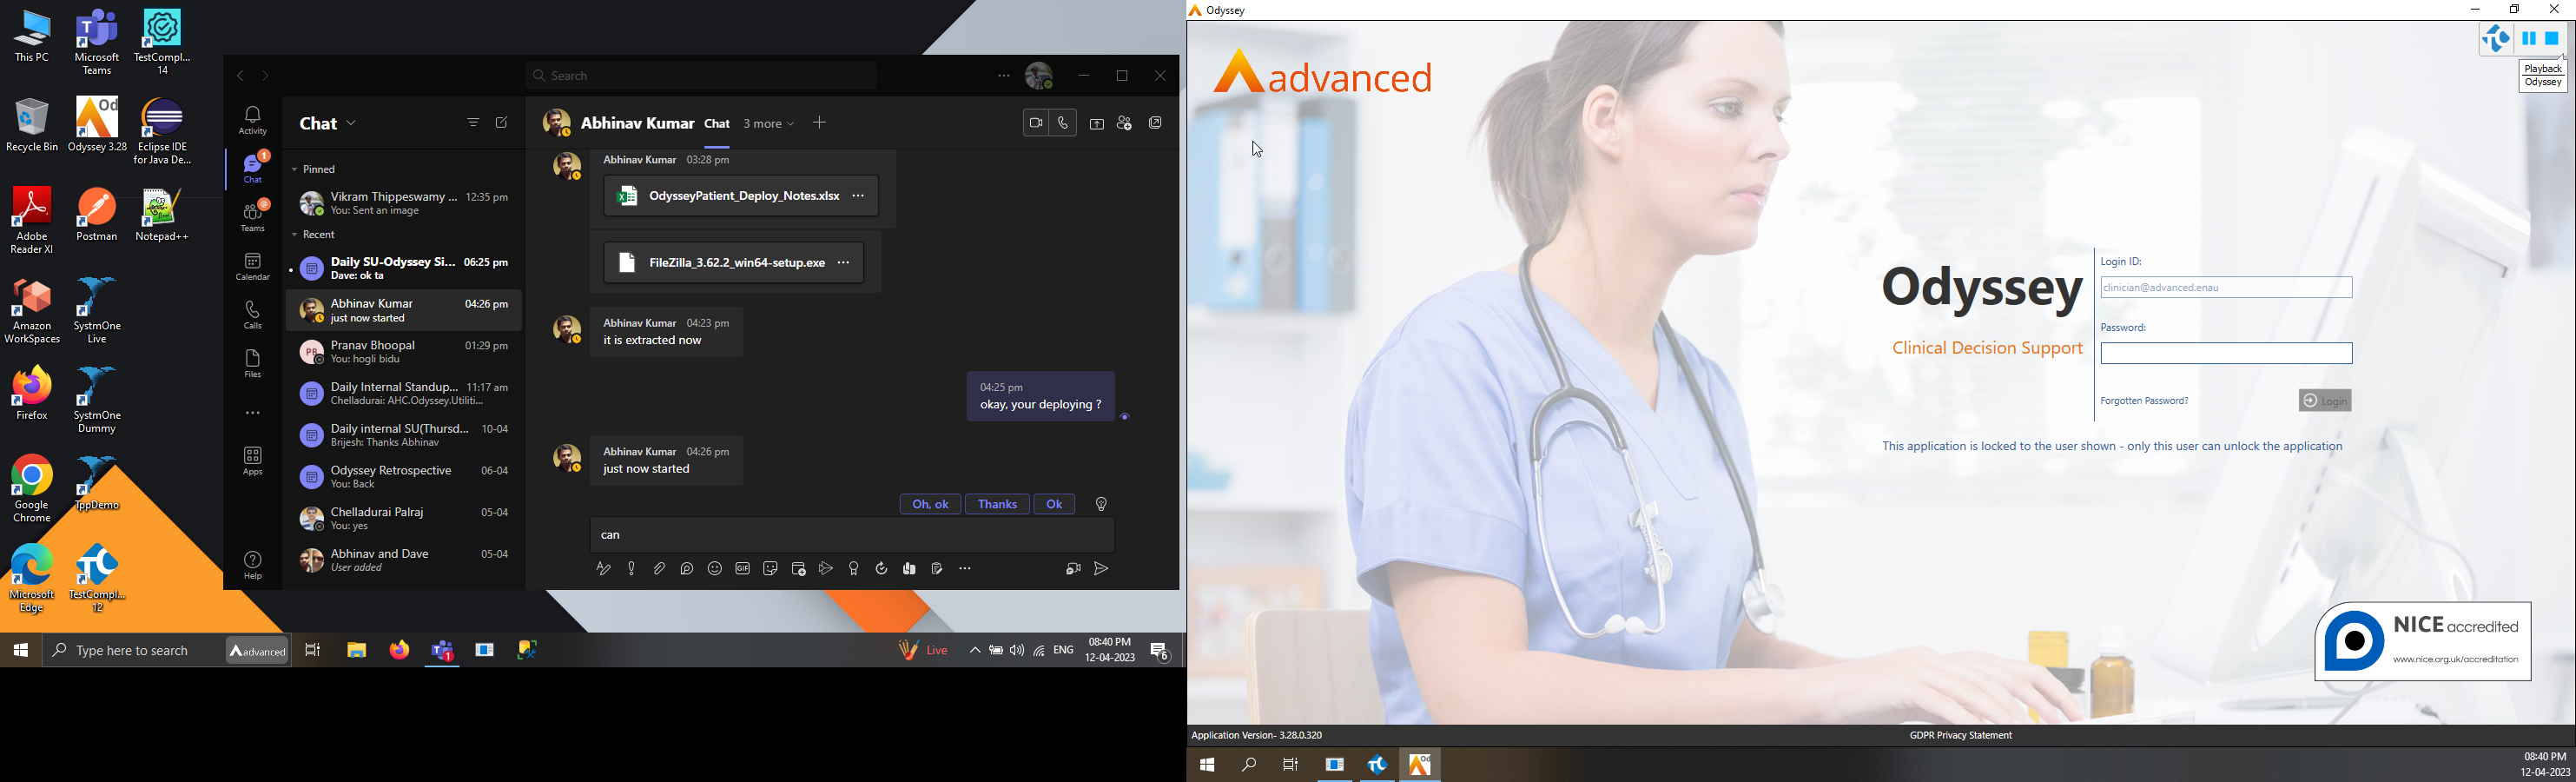 This PC
Microsoft Teams
TestCompl... 14
Recycle Bin
Odyssey 3.28
Eclipse IDE for Java De...
Adobe Reader XI
Postman
Notepad++
Amazon WorkSpaces
SystmOne Live
Firefox
SystmOne Dummy
Google Chrome
TppDemo
Microsoft Edge
TestCompl... 12
Search
Activity
Chat
1
Teams
Calendar
Calls
Files
Apps
Help
Chat
Pinned
Vikram Thippeswamy ... 12:35 pm
You: Sent an image
Recent
Daily SU-Odyssey Si... 06:25 pm
Dave: ok ta
Abhinav Kumar 04:26 pm
just now started
PB
Pranav Bhoopal 01:29 pm
You: hogli bidu
Daily Internal Standup... 11:17 am
Chelladurai: AHC.Odyssey.Utiliti...
Daily internal SU(Thursd... 10-04
Brijesh: Thanks Abhinav
Odyssey Retrospective 06-04
You: Back
Chelladurai Palraj 05-04
You: yes
Abhinav and Dave 05-04
User added
Abhinav Kumar Chat 3 more
Abhinav Kumar 03:28 pm
OdysseyPatient_Deploy_Notes.xlsx
FileZilla_3.62.2_win64-setup.exe
Abhinav Kumar 04:23 pm
it is extracted now
04:25 pm
okay, your deploying ?
Abhinav Kumar 04:26 pm
just now started
Oh, ok Thanks Ok
can
GIF
Type here to search
advanced
1
Live
ENG
08:40 PM
12-04-2023
6
Odyssey
advanced
Playback
Odyssey
Odyssey
Clinical Decision Support
Login ID:
clinician@advanced.enau
Password:
Forgotten Password?
Login
This application is locked to the user shown - only this user can unlock the application
NICE accredited
www.nice.org.uk/accreditation
Application Version- 3.28.0.320
GDPR Privacy Statement
Od
08:40 PM
12-04-2023